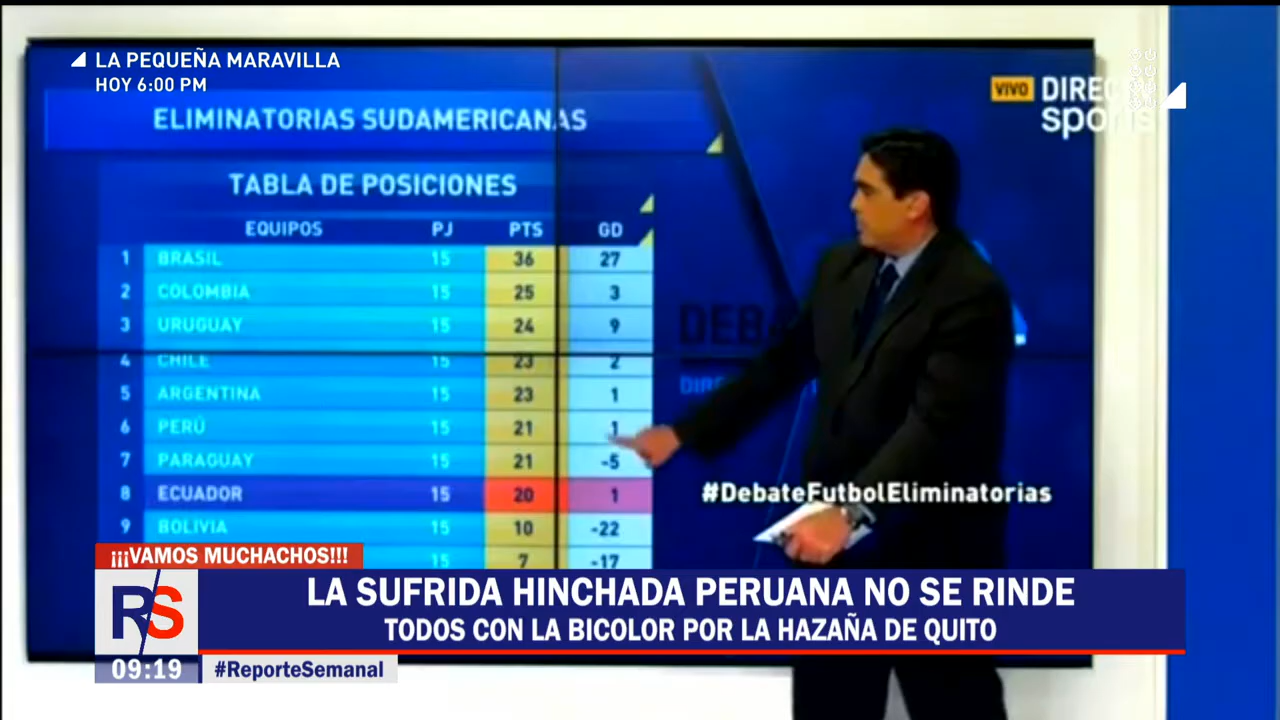 LA PEQUEÑA MARAVILLA
HOY 6:00 PM
VIVO
sports
ELIMINATORIAS SUDAMERICANAS
TABLA DE POSICIONES
EQUIPOS PJ PTS GD
1 BRASIL 15 36 27
2 COLOMBIA 15 25 3
3 URUGUAY 15 24 9
4 CHILE 15 23 2
5 ARGENTINA 15 23 1
6 PERÚ 15 21 1
7 PARAGUAY 15 21 -5
8 ECUADOR 15 20 1
9 BOLIVIA 15 10 -22
15 7 -17
#DebateFutbolEliminatorias
¡¡¡VAMOS MUCHACHOS!!!
R/S
LA SUFRIDA HINCHADA PERUANA NO SE RINDE
TODOS CON LA BICOLOR POR LA HAZAÑA DE QUITO
09:19
#ReporteSemanal